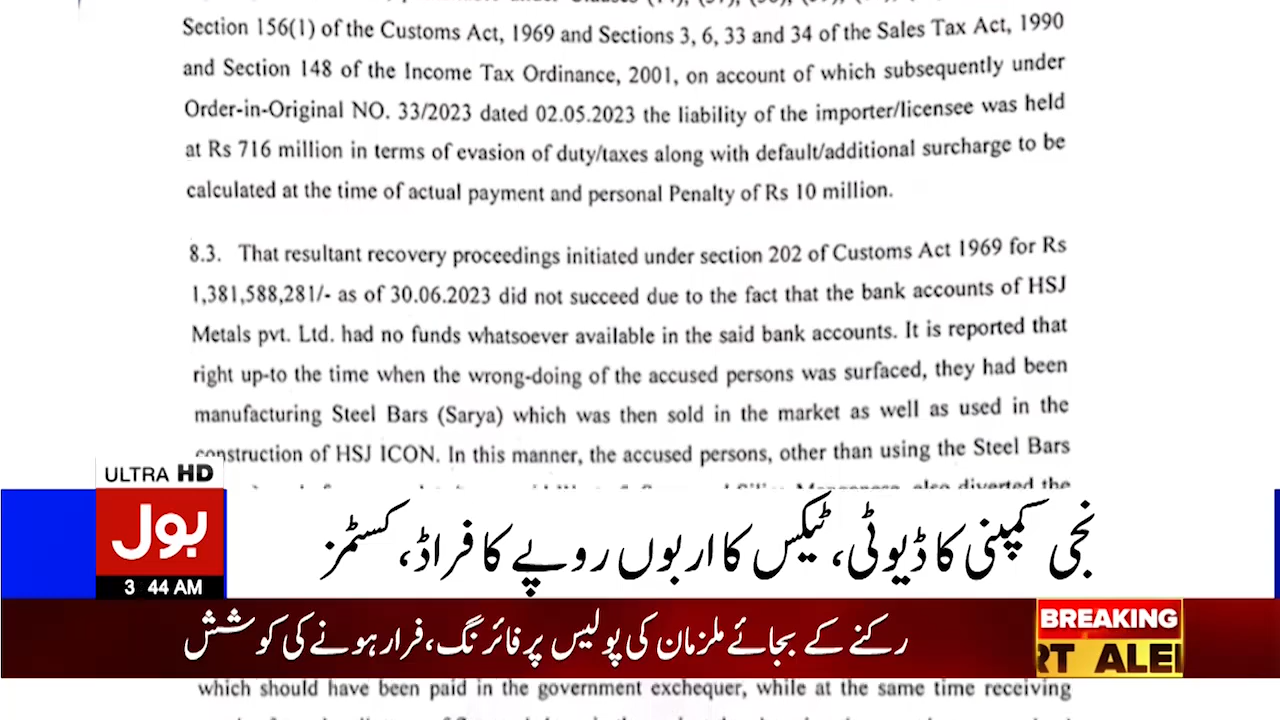 Section 156(1) of the Customs Act, 1969 and Sections 3, 6, 33 and 34 of the Sales Tax Act, 1990
and Section 148 of the Income Tax Ordinance, 2001, on account of which subsequently under
Order-in-Original NO. 33/2023 dated 02.05.2023 the liability of the importer/licensee was held
at Rs 716 million in terms of evasion of duty/taxes along with default/additional surcharge to be
calculated at the time of actual payment and personal Penalty of Rs 10 million.
8.3. That resultant recovery proceedings initiated under section 202 of Customs Act 1969 for Rs
1,381,588,281/- as of 30.06.2023 did not succeed due to the fact that the bank accounts of HSJ
Metals pvt. Ltd. had no funds whatsoever available in the said bank accounts. It is reported that
right up-to the time when the wrong-doing of the accused persons was surfaced, they had been
manufacturing Steel Bars (Sarya) which was then sold in the market as well as used in the
construction of HSJ ICON. In this manner, the accused persons, other than using the Steel Bars
also diverted the
ULTRA HD
بول
3 44 AM
نجی کمپنی کا ڈیوٹی، ٹیکس کا اربوں روپے کا فراڈ، کسٹمز
رکنے کے بجائے ملزمان کی پولیس پر فائرنگ، فرار ہونے کی کوشش
BREAKING
RT ALE
which should have been paid in the government exchequer, while at the same time receiving